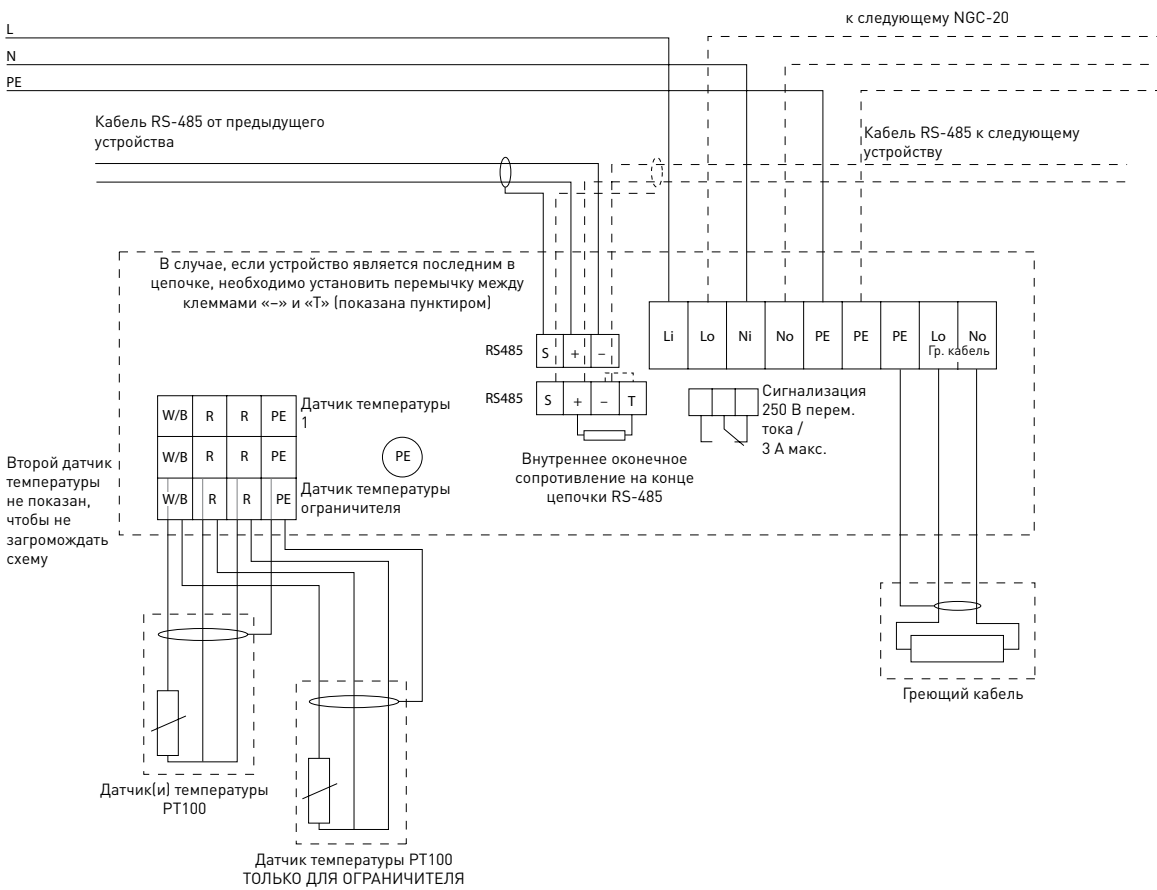 к следующему NGC-20
L
N
PE
Кабель RS-485 от предыдущего
устройства
Кабель RS-485 к следующему
устройству
В случае, если устройство является последним в
цепочке, необходимо установить перемычку между
клеммами «–» и «Т» (показана пунктиром)
Li Lo Ni No PE PE PE Lo No
Гр. кабель
RS485 S + –
RS485 S + – T
Сигнализация
250 В перем.
тока /
3 А макс.
Внутреннее оконечное
сопротивление на конце
цепочки RS-485
W/B R R PE
Датчик температуры
1
W/B R R PE
PE
W/B R R PE
Датчик температуры
ограничителя
Второй датчик
температуры
не показан,
чтобы не
загромождать
схему
Греющий кабель
Датчик(и) температуры
PT100
Датчик температуры PT100
ТОЛЬКО ДЛЯ ОГРАНИЧИТЕЛЯ